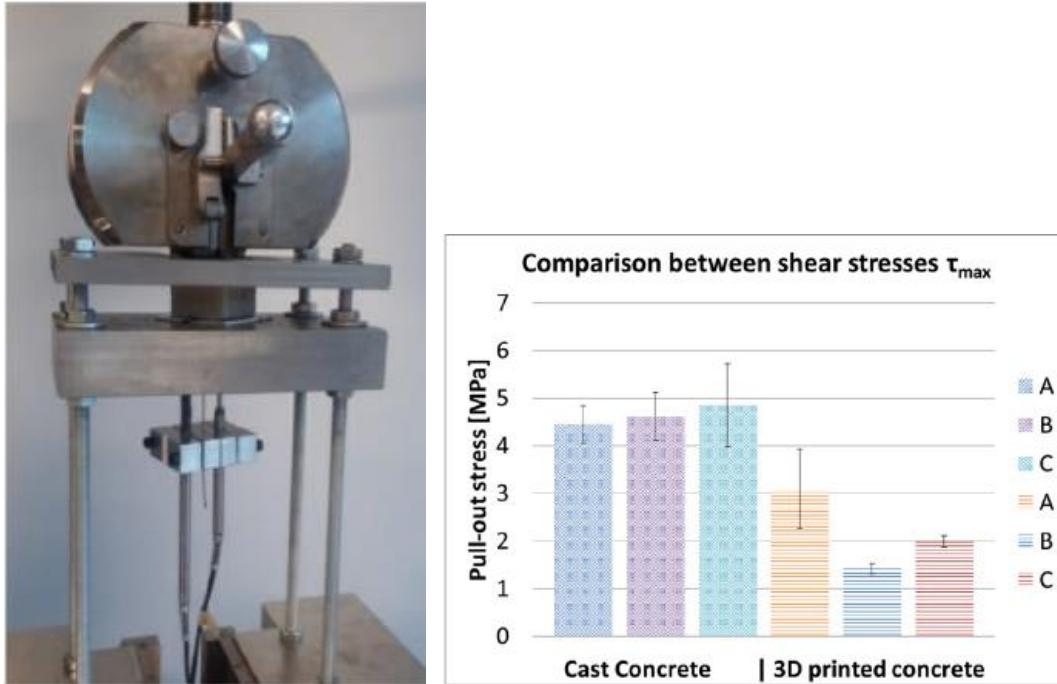 Comparison between shear stresses τmax
Pull-out stress [MPa]
7
6
5
4
3
2
1
0
Cast Concrete | 3D printed concrete
A
B
C
A
B
C